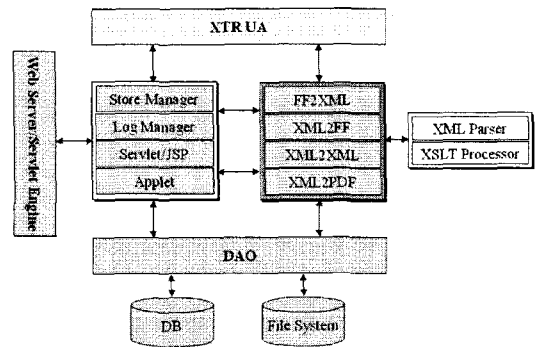 XTR UA
Web Server/Servlet Engine
Store Manager
Log Manager
Servlet/JSP
Applet
FF2XML
XML2FF
XML2XML
XML2PDF
XML Parser
XSLT Processor
DAO
DB
File System